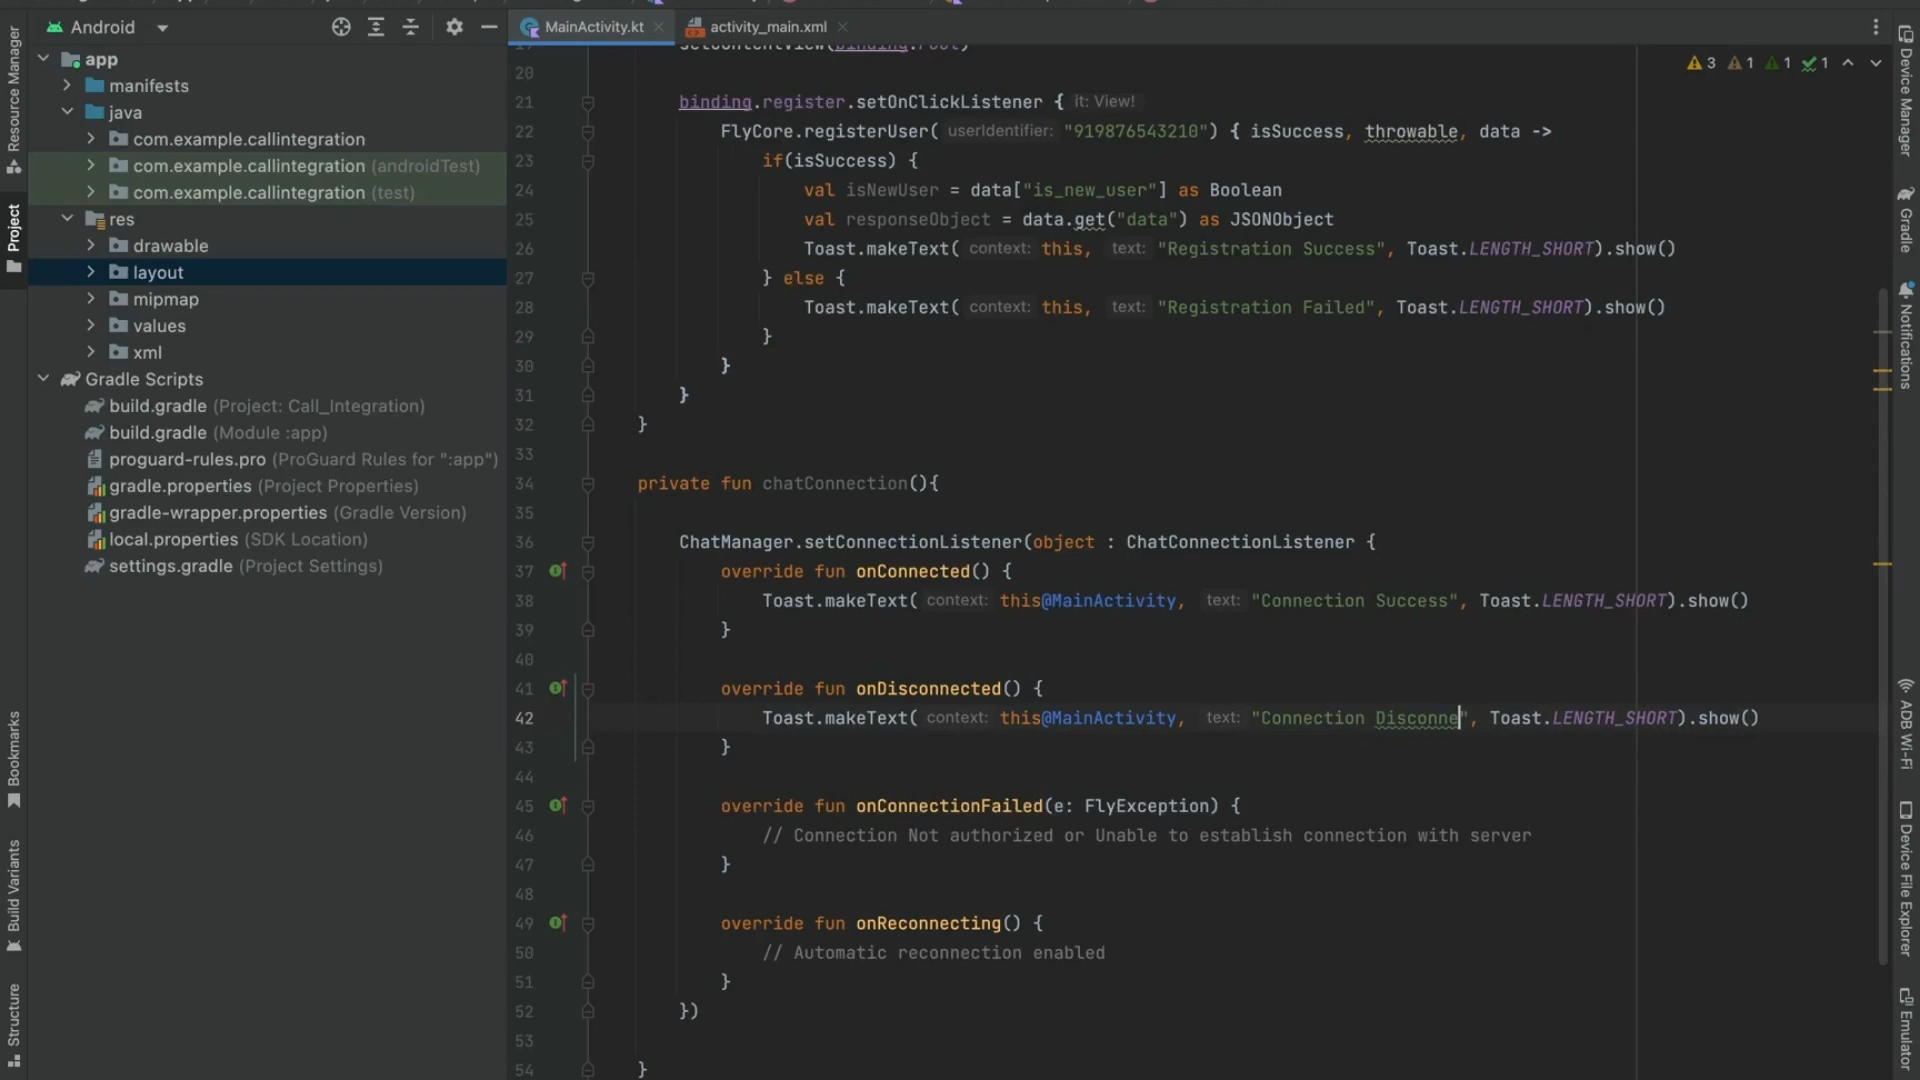 Android
MainActivity.kt
activity_main.xml
app
manifests
java
com.example.callintegration
com.example.callintegration (androidTest)
com.example.callintegration (test)
res
drawable
layout
mipmap
values
xml
Gradle Scripts
build.gradle (Project: Call_Integration)
build.gradle (Module :app)
proguard-rules.pro (ProGuard Rules for ":app")
gradle.properties (Project Properties)
gradle-wrapper.properties (Gradle Version)
local.properties (SDK Location)
settings.gradle (Project Settings)
Resource Manager
Project
Bookmarks
Build Variants
Structure
3 1 1 1
20
21 binding.register.setOnClickListener { it: View!
22 FlyCore.registerUser( userIdentifier: "919876543210") { isSuccess, throwable, data ->
23 if(isSuccess) {
24 val isNewUser = data["is_new_user"] as Boolean
25 val responseObject = data.get("data") as JSONObject
26 Toast.makeText( context: this, text: "Registration Success", Toast.LENGTH_SHORT).show()
27 } else {
28 Toast.makeText( context: this, text: "Registration Failed", Toast.LENGTH_SHORT).show()
29 }
30 }
31 }
32 }
33
34 private fun chatConnection(){
35
36 ChatManager.setConnectionListener(object : ChatConnectionListener {
37 override fun onConnected() {
38 Toast.makeText( context: this@MainActivity, text: "Connection Success", Toast.LENGTH_SHORT).show()
39 }
40
41 override fun onDisconnected() {
42 Toast.makeText( context: this@MainActivity, text: "Connection Disconne", Toast.LENGTH_SHORT).show()
43 }
44
45 override fun onConnectionFailed(e: FlyException) {
46 // Connection Not authorized or Unable to establish connection with server
47 }
48
49 override fun onReconnecting() {
50 // Automatic reconnection enabled
51 }
52 })
53
54 }
Device Manager
Gradle
Notifications
ADB Wi-Fi
Device File Explorer
Emulator